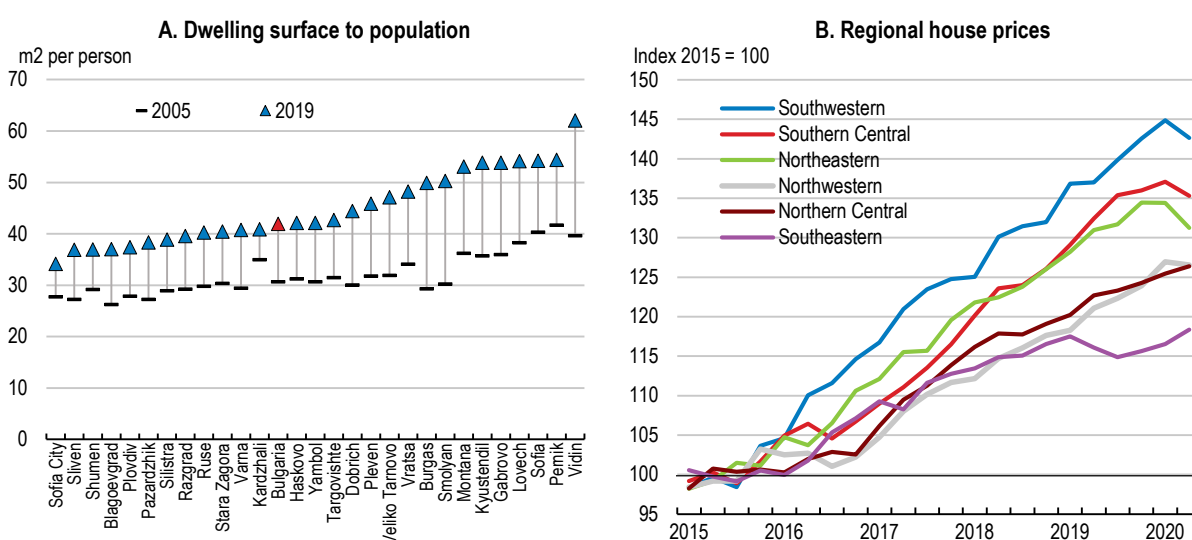 A. Dwelling surface to population
m2 per person
70
60
50
40
30
20
10
0
2005
2019
Sofia City
Sliven
Shumen
Blagoevgrad
Plovdiv
Pazardzhik
Silistra
Razgrad
Ruse
Stara Zagora
Varna
Kardzhali
Bulgaria
Haskovo
Yambol
Targovishte
Dobrich
Pleven
Veliko Tarnovo
Vratsa
Burgas
Smolyan
Montana
Kyustendil
Gabrovo
Lovech
Sofia
Pernik
Vidin
B. Regional house prices
Index 2015 = 100
150
145
140
135
130
125
120
115
110
105
100
95
Southwestern
Southern Central
Northeastern
Northwestern
Northern Central
Southeastern
2015 2016 2017 2018 2019 2020